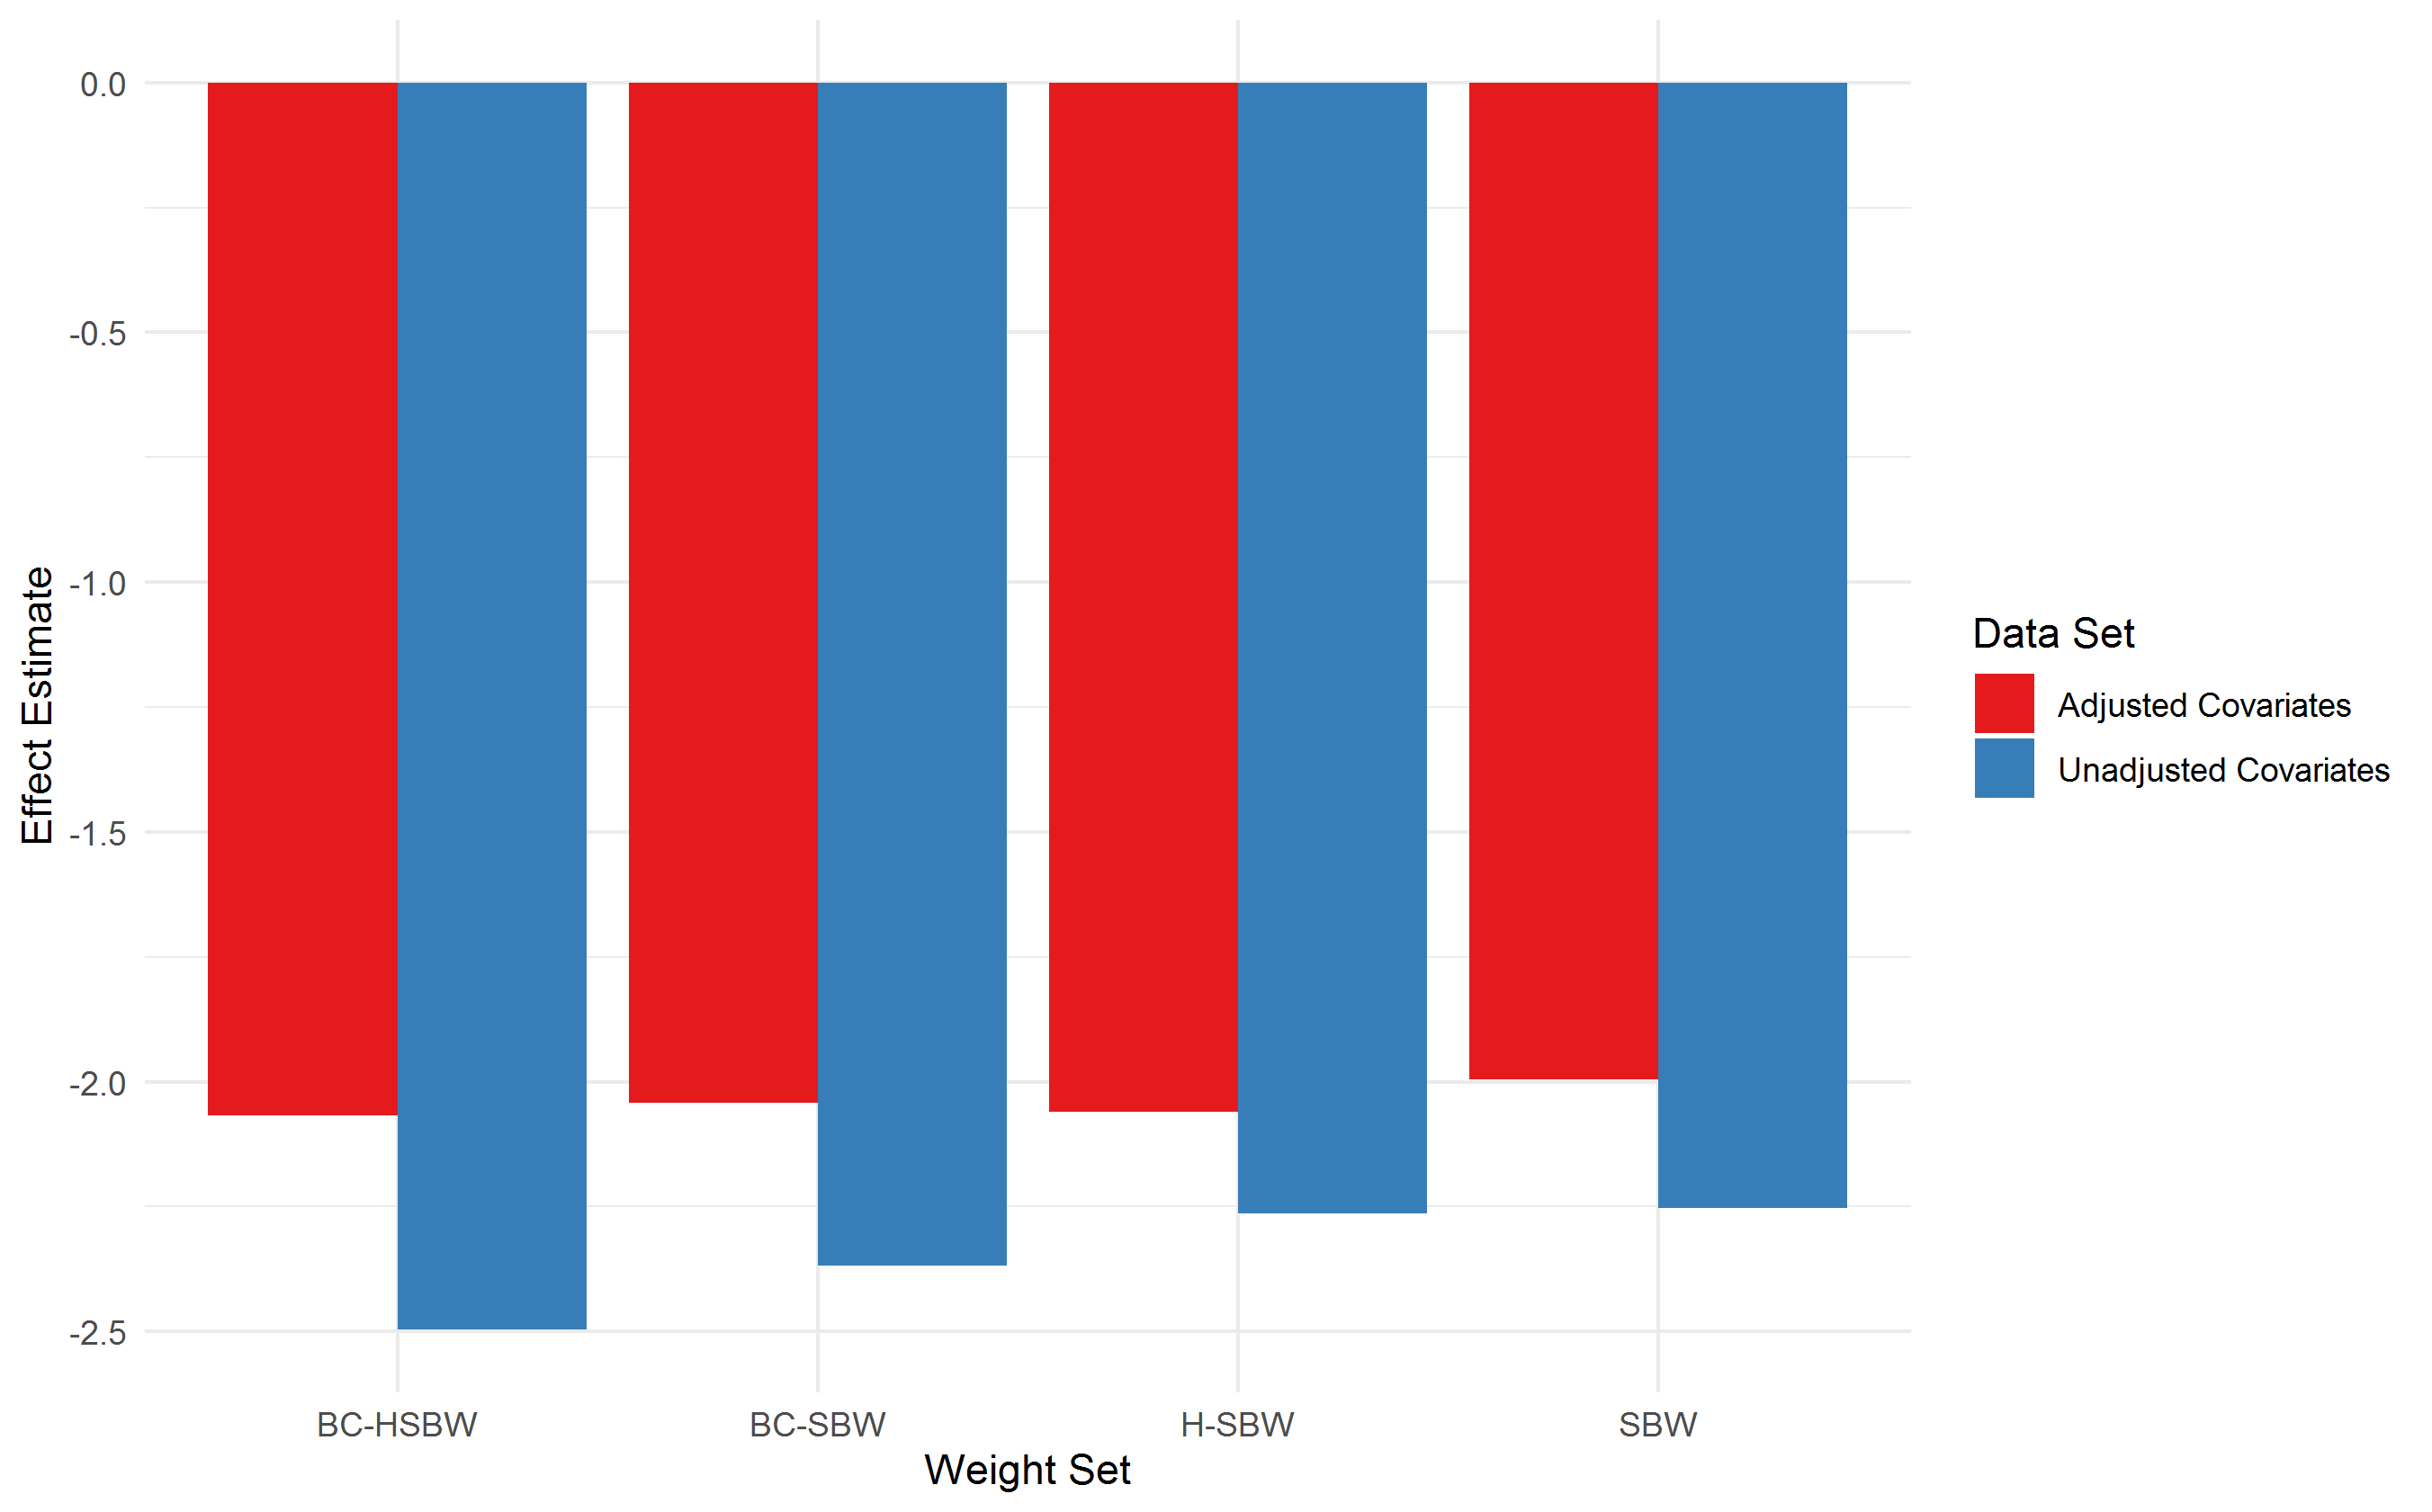 Effect Estimate
0.0
-0.5
-1.0
-1.5
-2.0
-2.5
BC-HSBW
BC-SBW
H-SBW
SBW
Weight Set
Data Set
Adjusted Covariates
Unadjusted Covariates